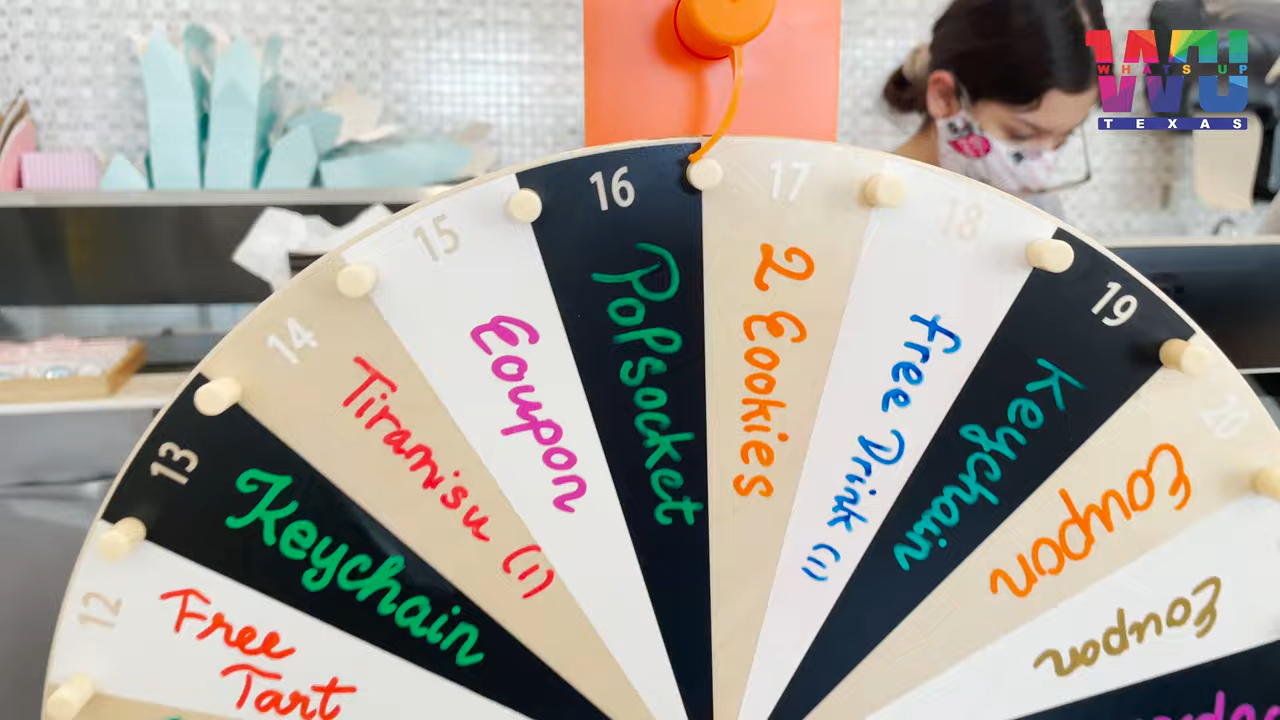 WU
WHATS UP
TEXAS
12
Free
Tart
13
Keychain
14
Tiramisu (1)
15
Coupon
16
Popsocket
17
2 Cookies
18
Free Drink (1)
19
Keychain
20
Coupon
Coupon